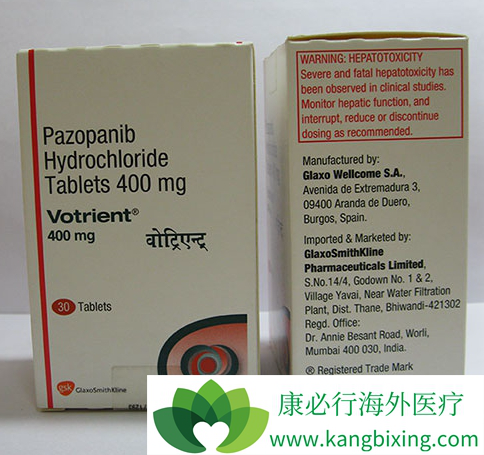 Pazopanib
Hydrochloride
Tablets 400 mg
Votrient®
400 mg
वोट्रिएन्ट्
30 Tablets
gsk GlaxoSmithKline
WARNING: HEPATOTOXICITY
Severe and fatal hepatotoxicity has
been observed in clinical studies.
Monitor hepatic function, and
interrupt, reduce or discontinue
dosing as recommended.
Manufactured by:
Glaxo Wellcome S.A.,
Avenida de Extremadura 3,
09400 Aranda de Duero,
Burgos, Spain.
Imported & Marketed by:
GlaxoSmithKline
Pharmaceuticals Limited,
S.No.14/4, Godown No. 1 & 2,
Village Yavai, Near Water Filtration
Plant, Dist. Thane, Bhiwandi-421302
Regd. Office:
Dr. Annie Besant Road, Worli,
Mumbai 400 030, India.
® Registered Trade Mark
康必行海外医疗
www.kangbixing.com